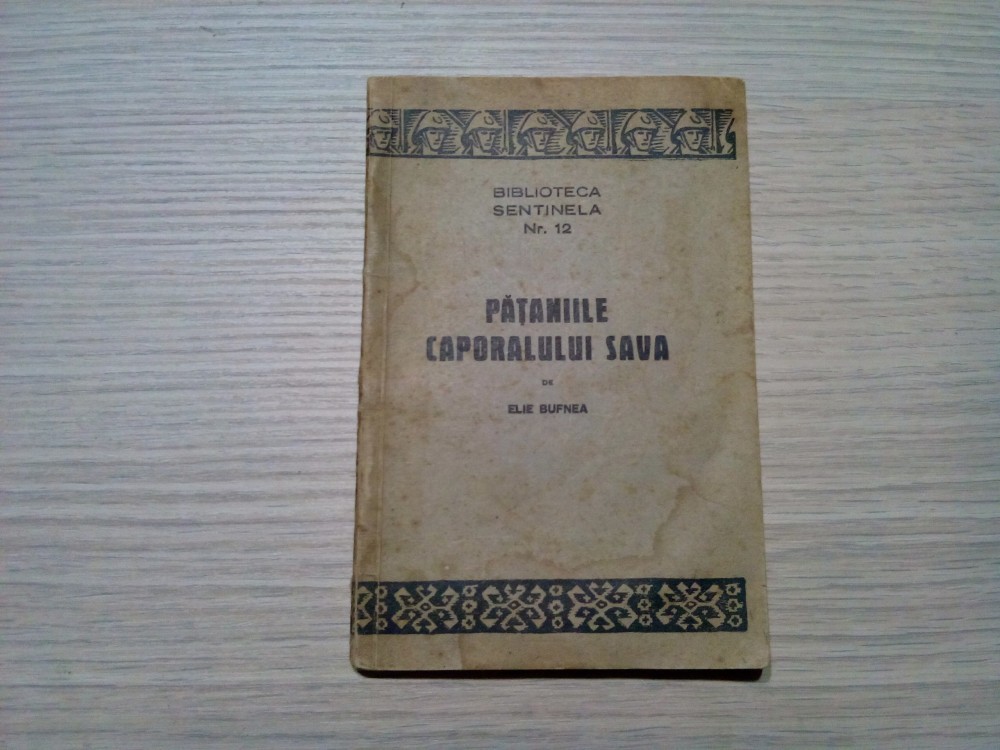 BIBLIOTECA
SENTINELA
Nr. 12
PĂȚANIILE
CAPORALULUI SAVA
DE
ELIE BUFNEA